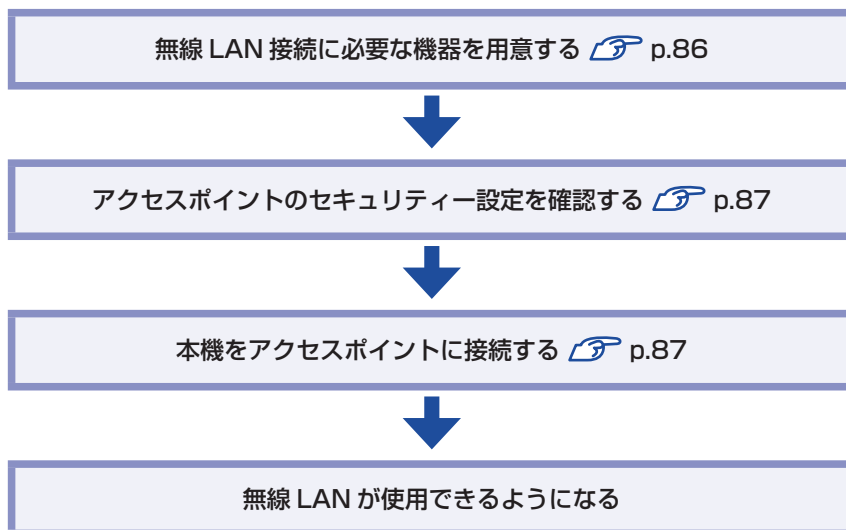 無線 LAN 接続に必要な機器を用意する p.86
アクセスポイントのセキュリティー設定を確認する p.87
本機をアクセスポイントに接続する p.87
無線 LAN が使用できるようになる